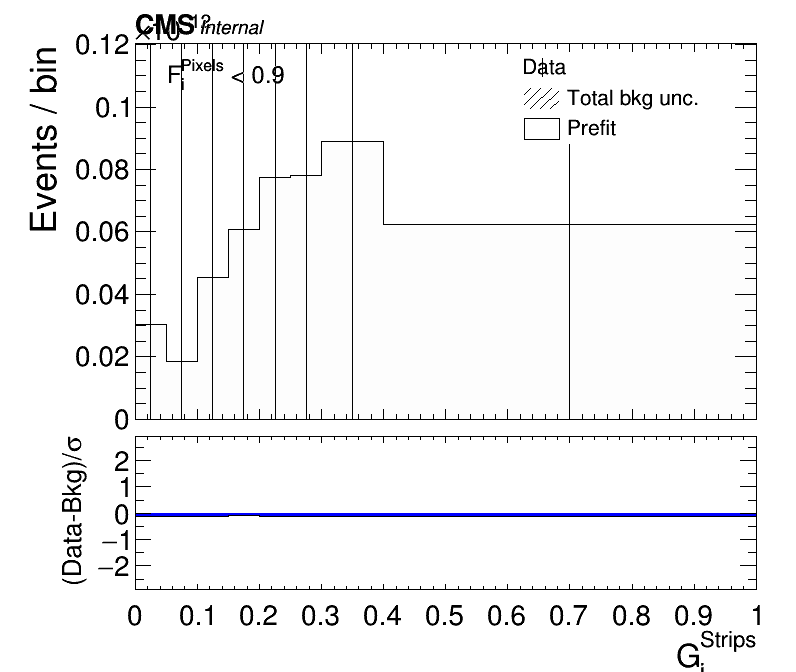 CMS Internal
×10¹²
F_i^Pixels < 0.9
Data
Total bkg unc.
Prefit
Events / bin
0.12
0.1
0.08
0.06
0.04
0.02
0
(Data-Bkg)/σ
2
1
0
−1
−2
0 0.1 0.2 0.3 0.4 0.5 0.6 0.7 0.8 0.9 1
G_i^Strips